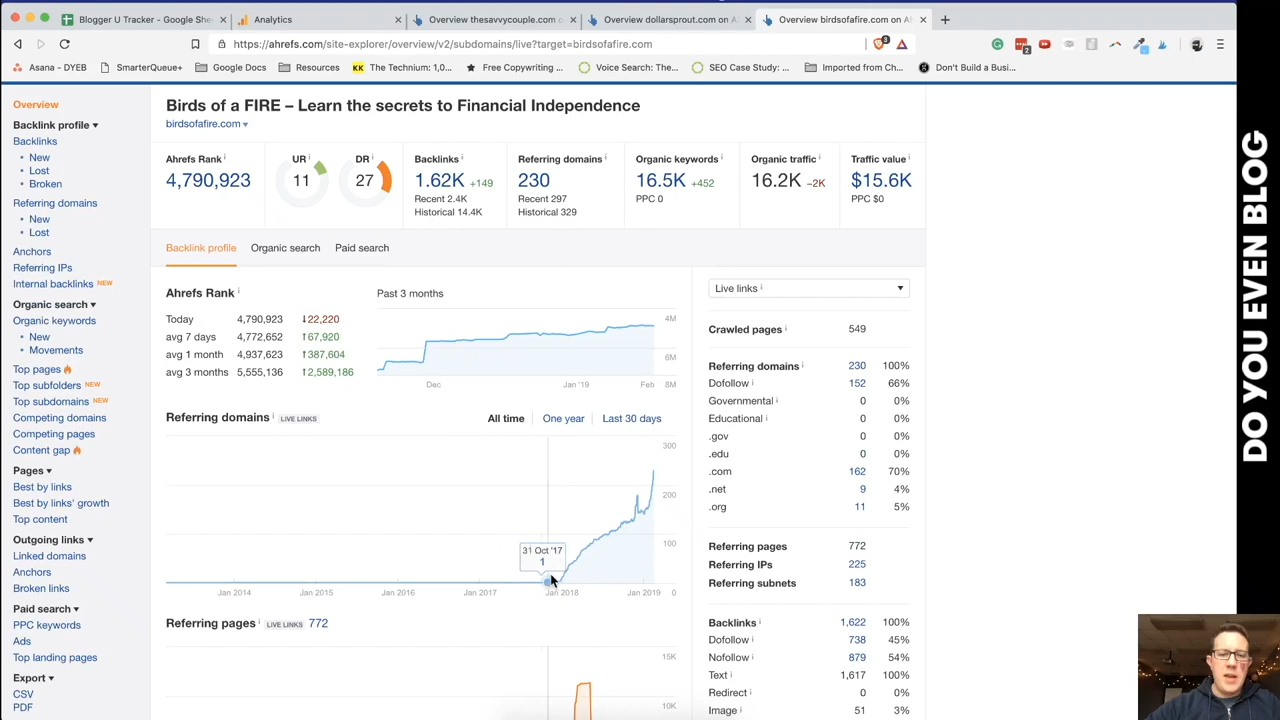 Blogger U Tracker - Google She
Analytics
Overview thesavvycouple.com o
Overview dollarsprout.com on A
Overview birdsofafire.com on Ah
https://ahrefs.com/site-explorer/overview/v2/subdomains/live?target=birdsofafire.com
3
2
Asana - DYEB
SmarterQueue+
Google Docs
Resources
KK The Technium: 1,0...
Free Copywriting ...
Voice Search: The...
SEO Case Study: ...
Imported from Ch...
Don't Build a Busi...
Overview
Backlink profile
Backlinks
New
Lost
Broken
Referring domains
New
Lost
Anchors
Referring IPs
Internal backlinks NEW
Organic search
Organic keywords
New
Movements
Top pages
Top subfolders NEW
Top subdomains NEW
Competing domains
Competing pages
Content gap
Pages
Best by links
Best by links' growth
Top content
Outgoing links
Linked domains
Anchors
Broken links
Paid search
PPC keywords
Ads
Top landing pages
Export
CSV
PDF
Birds of a FIRE – Learn the secrets to Financial Independence
birdsofafire.com
Ahrefs Rank
4,790,923
UR
11
DR
27
Backlinks
1.62K +149
Recent 2.4K
Historical 14.4K
Referring domains
230
Recent 297
Historical 329
Organic keywords
16.5K +452
PPC 0
Organic traffic
16.2K -2K
Traffic value
$15.6K
PPC $0
Backlink profile
Organic search
Paid search
Ahrefs Rank
Past 3 months
Today 4,790,923 ↓22,220
avg 7 days 4,772,652 ↑67,920
avg 1 month 4,937,623 ↑387,604
avg 3 months 5,555,136 ↑2,589,186
4M
6M
8M
Dec
Jan '19
Feb
Referring domains LIVE LINKS
All time
One year
Last 30 days
300
200
100
0
31 Oct '17
1
Jan 2014
Jan 2015
Jan 2016
Jan 2017
Jan 2018
Jan 2019
Referring pages LIVE LINKS 772
15K
10K
Live links
Crawled pages 549
Referring domains 230 100%
Dofollow 152 66%
Governmental 0 0%
Educational 0 0%
.gov 0 0%
.edu 0 0%
.com 162 70%
.net 9 4%
.org 11 5%
Referring pages 772
Referring IPs 225
Referring subnets 183
Backlinks 1,622 100%
Dofollow 738 45%
Nofollow 879 54%
Text 1,617 100%
Redirect 0 0%
Image 51 3%
DO YOU EVEN BLOG